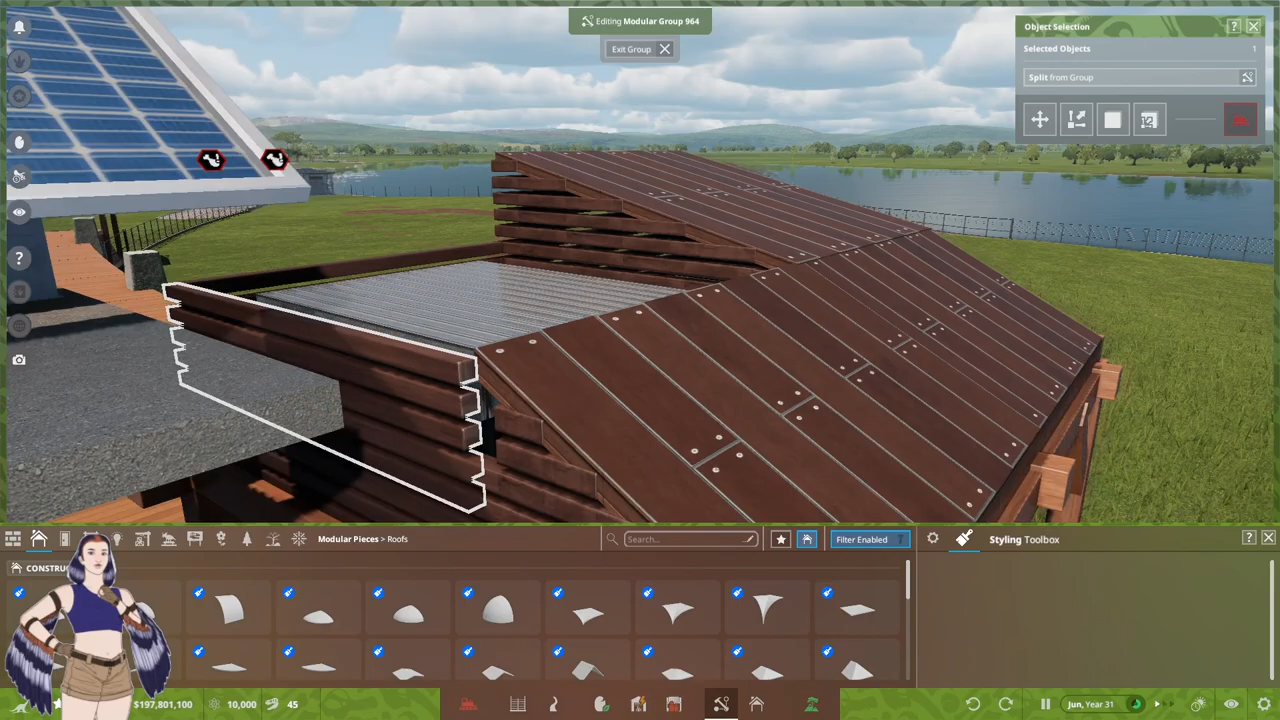 Editing Modular Group 964
Exit Group
Object Selection
?
Selected Objects 1
Split from Group
12
?
Modular Pieces > Roofs
Search...
Filter Enabled
Styling Toolbox
?
CONSTRU
$197,801,100
10,000
45
Jun, Year 31